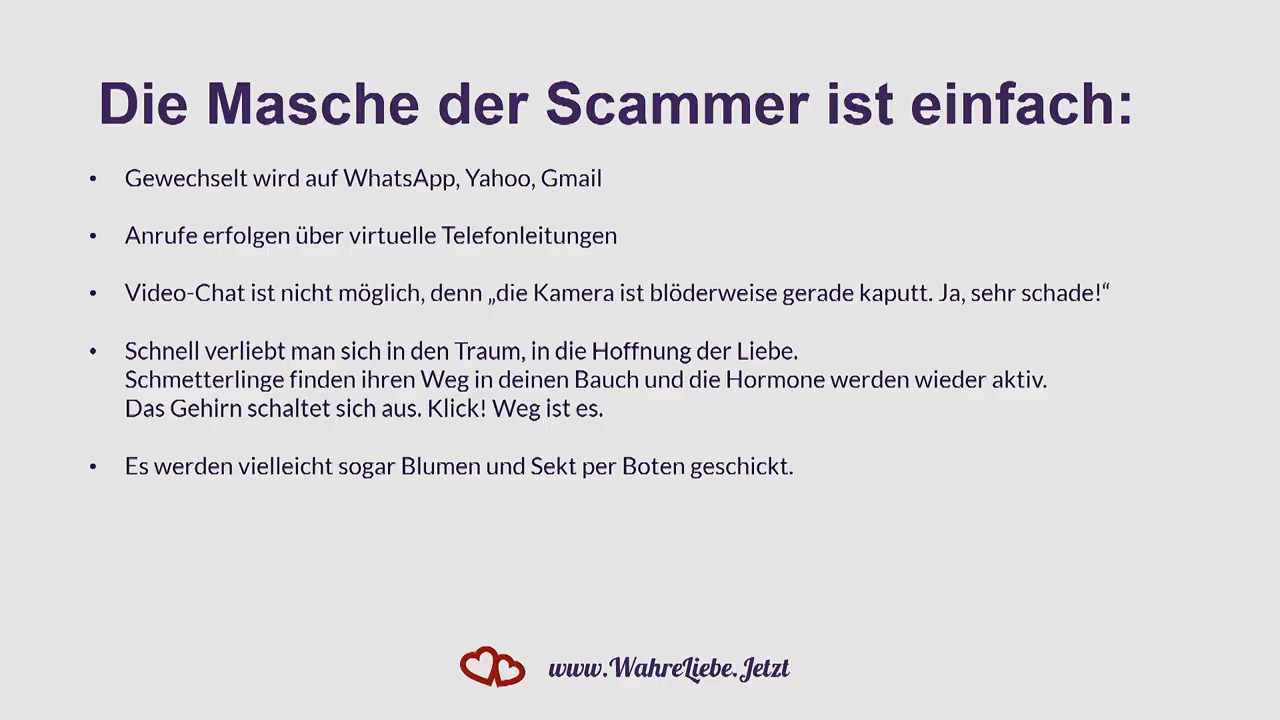 Die Masche der Scammer ist einfach:
• Gewechselt wird auf WhatsApp, Yahoo, Gmail
• Anrufe erfolgen über virtuelle Telefonleitungen
• Video-Chat ist nicht möglich, denn „die Kamera ist blöderweise gerade kaputt. Ja, sehr schade!“
• Schnell verliebt man sich in den Traum, in die Hoffnung der Liebe.
Schmetterlinge finden ihren Weg in deinen Bauch und die Hormone werden wieder aktiv.
Das Gehirn schaltet sich aus. Klick! Weg ist es.
• Es werden vielleicht sogar Blumen und Sekt per Boten geschickt.
www.WahreLiebe.Jetzt